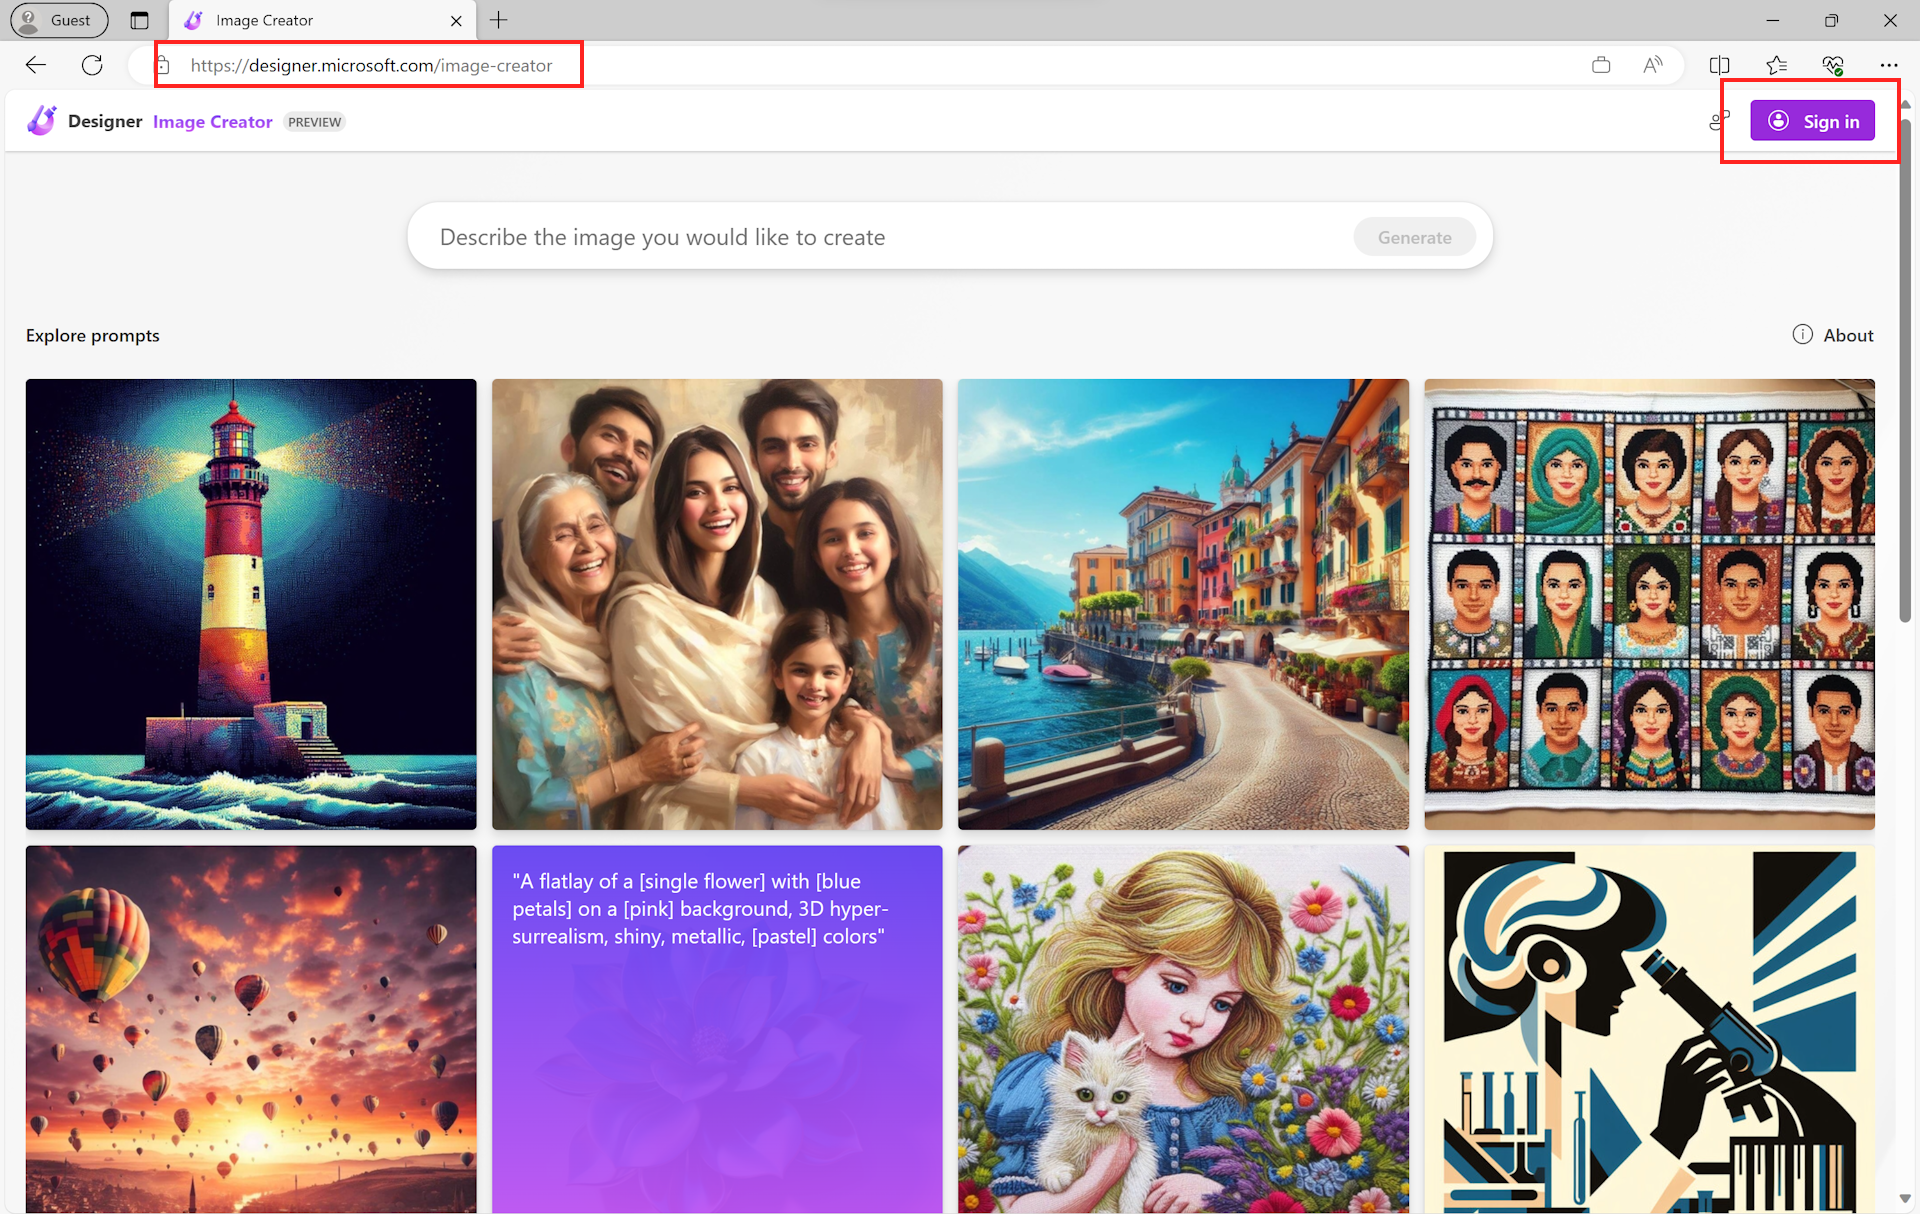 Guest
Image Creator
https://designer.microsoft.com/image-creator
Designer Image Creator PREVIEW
Sign in
Describe the image you would like to create
Generate
Explore prompts
About
"A flatlay of a [single flower] with [blue
petals] on a [pink] background, 3D hyper-
surrealism, shiny, metallic, [pastel] colors"